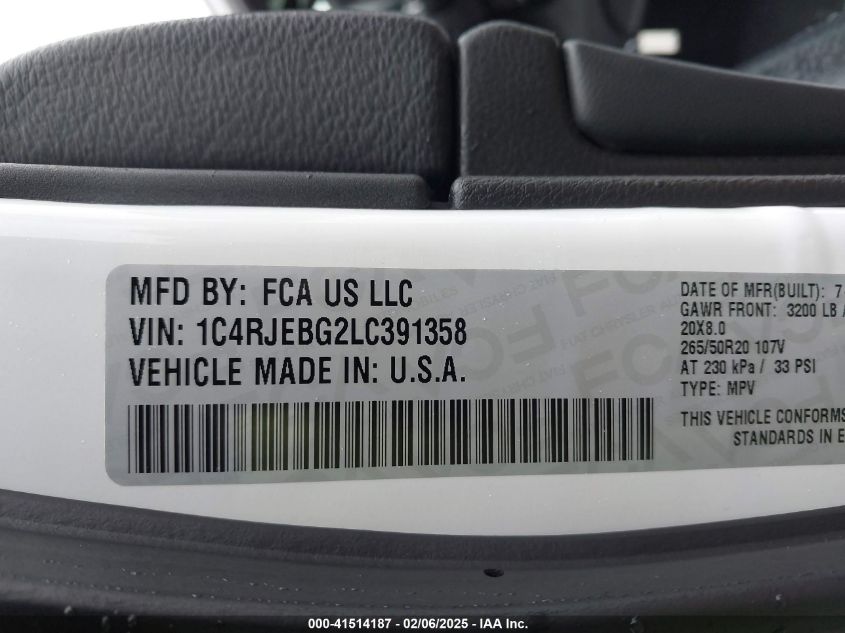 MFD BY: FCA US LLC
VIN: 1C4RJEBG2LC391358
VEHICLE MADE IN: U.S.A.
DATE OF MFR(BUILT): 7
GAWR FRONT: 3200 LB
20X8.0
265/50R20 107V
AT 230 kPa / 33 PSI
TYPE: MPV
THIS VEHICLE CONFORMS
STANDARDS IN E
000-41514187 - 02/06/2025 - IAA Inc.